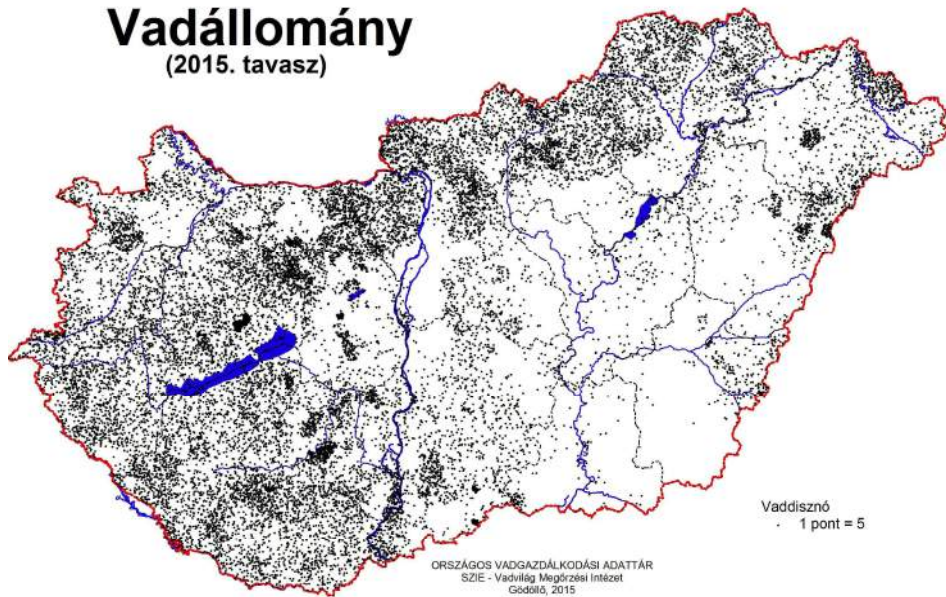 Vadállomány
(2015. tavasz)
Vaddisznó
1 pont = 5
ORSZÁGOS VADGAZDÁLKODÁSI ADATTÁR
SZIE - Vadvilág Megőrzési Intézet
Gödöllő, 2015